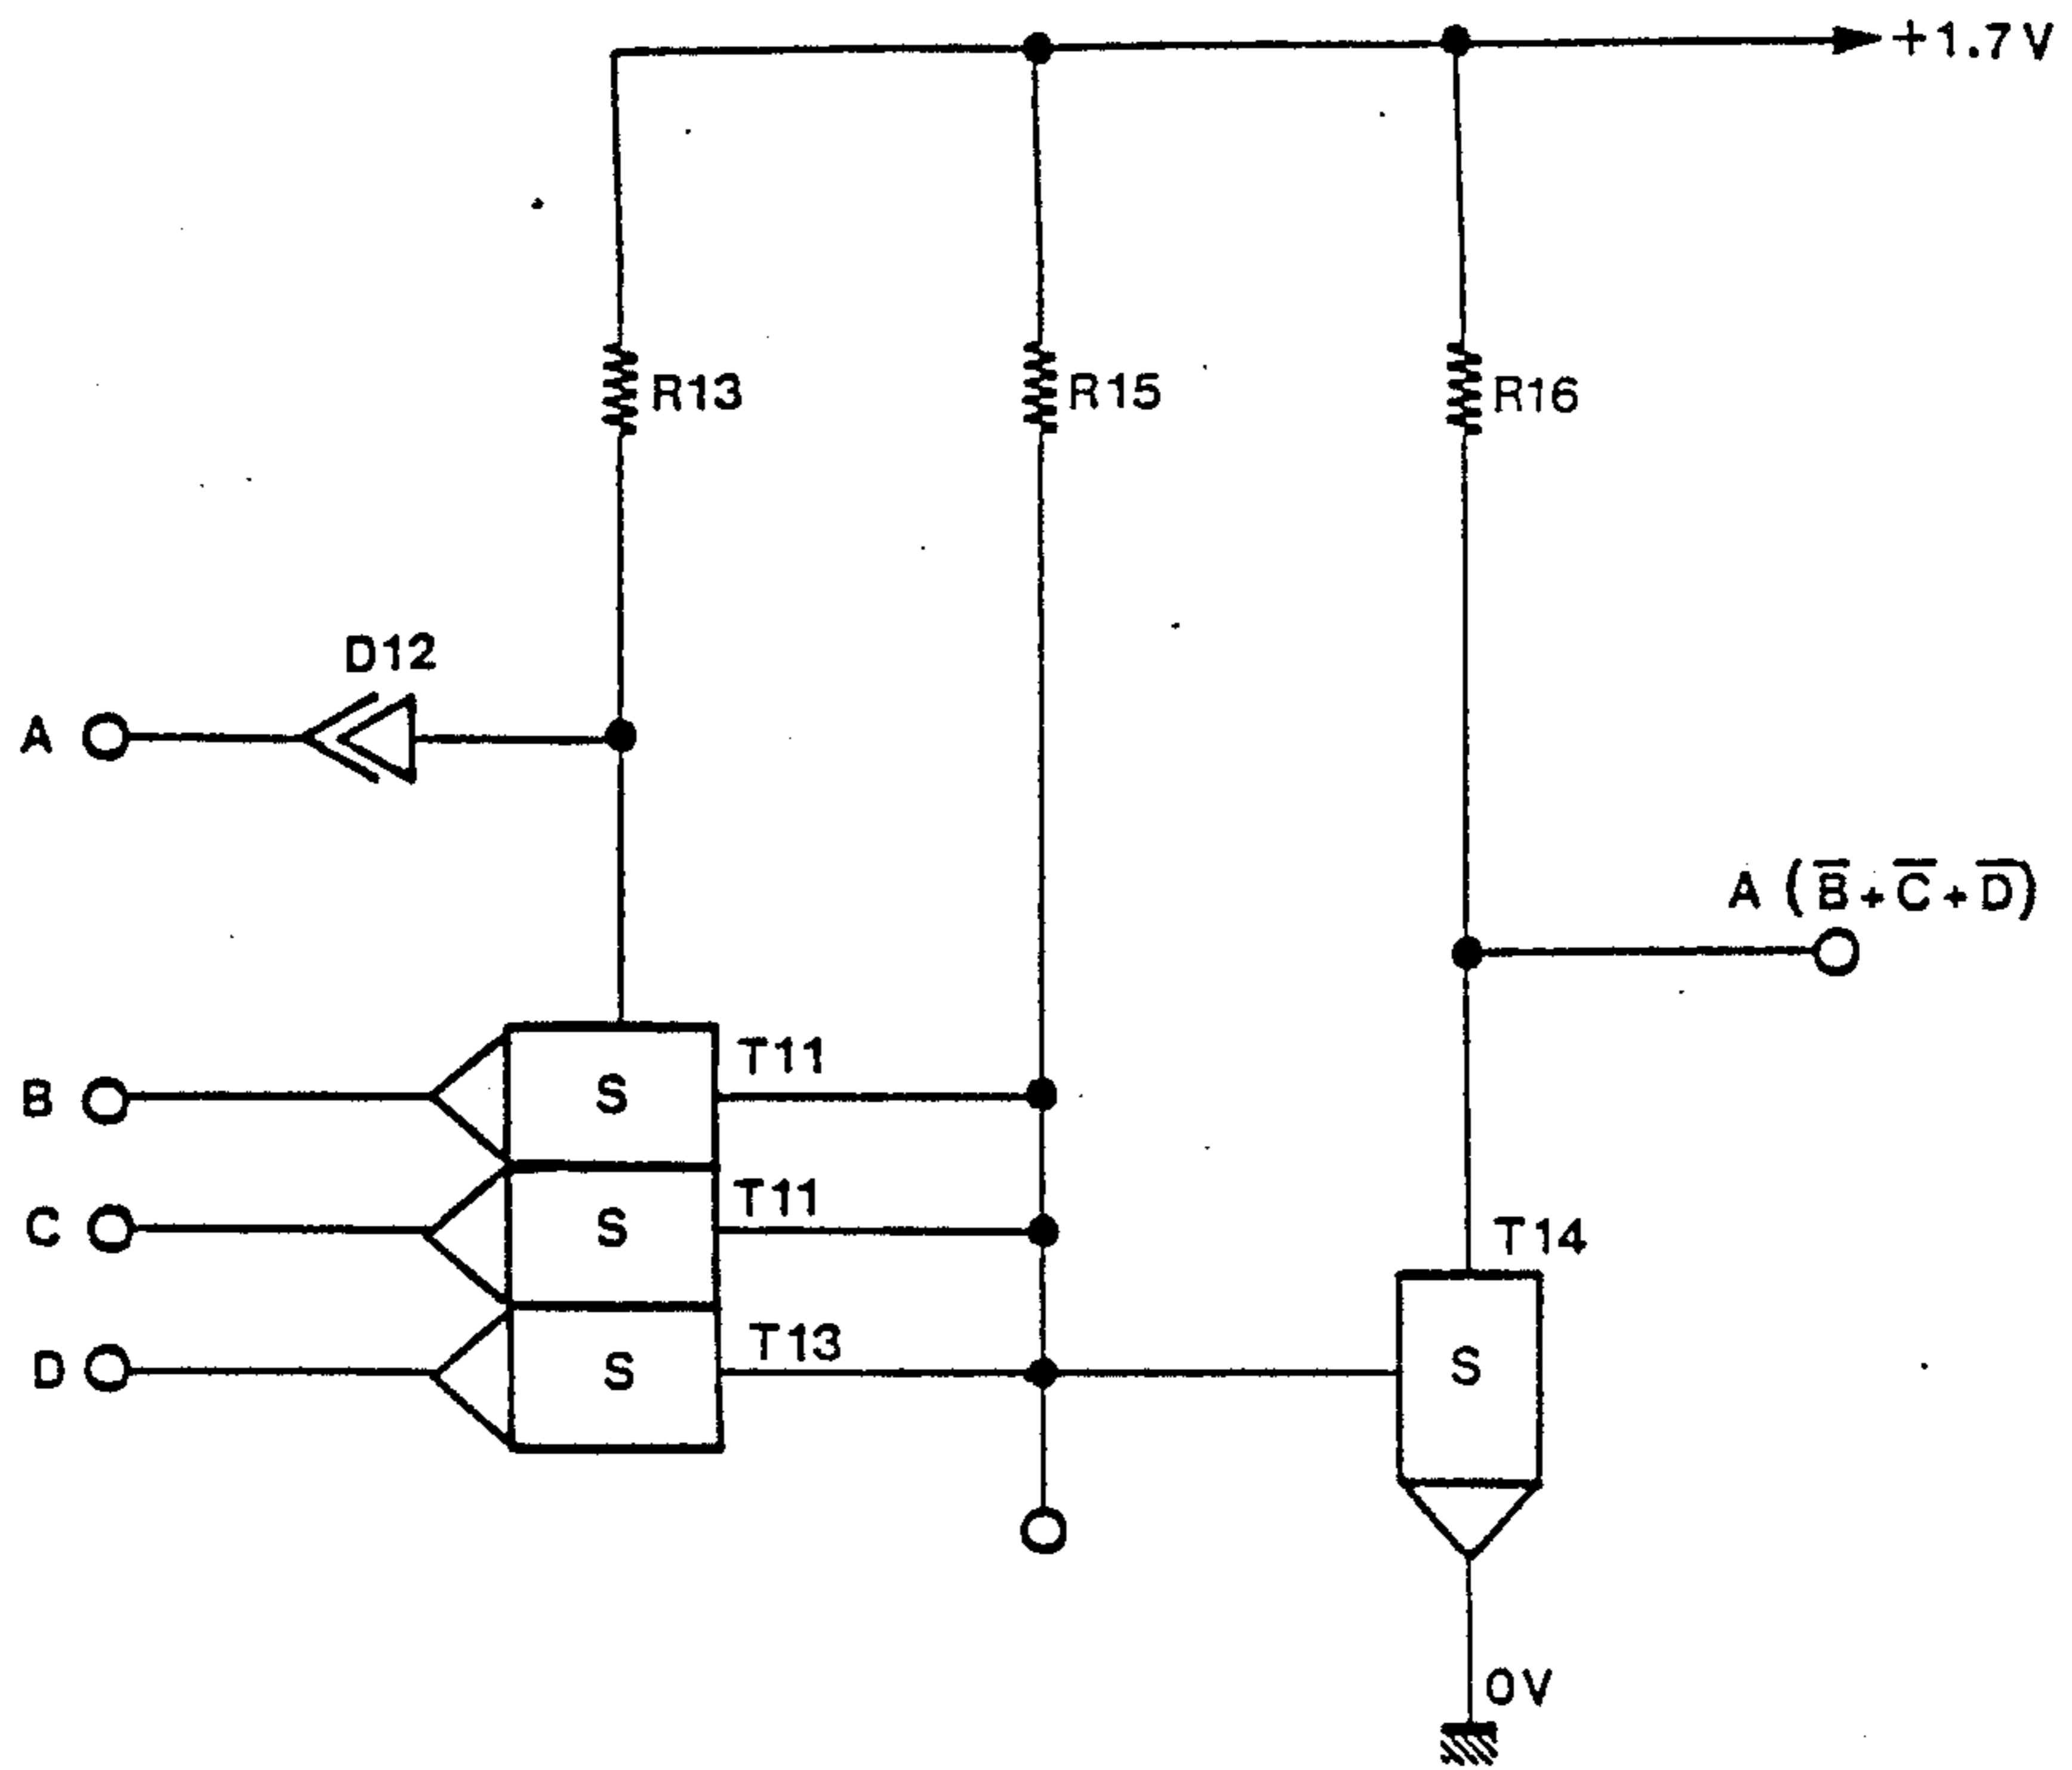 +1.7V
R13
R15
R16
D12
A
A (B̅+C̅+D̅)
B
S
T11
C
S
T11
D
S
T13
T14
S
0V